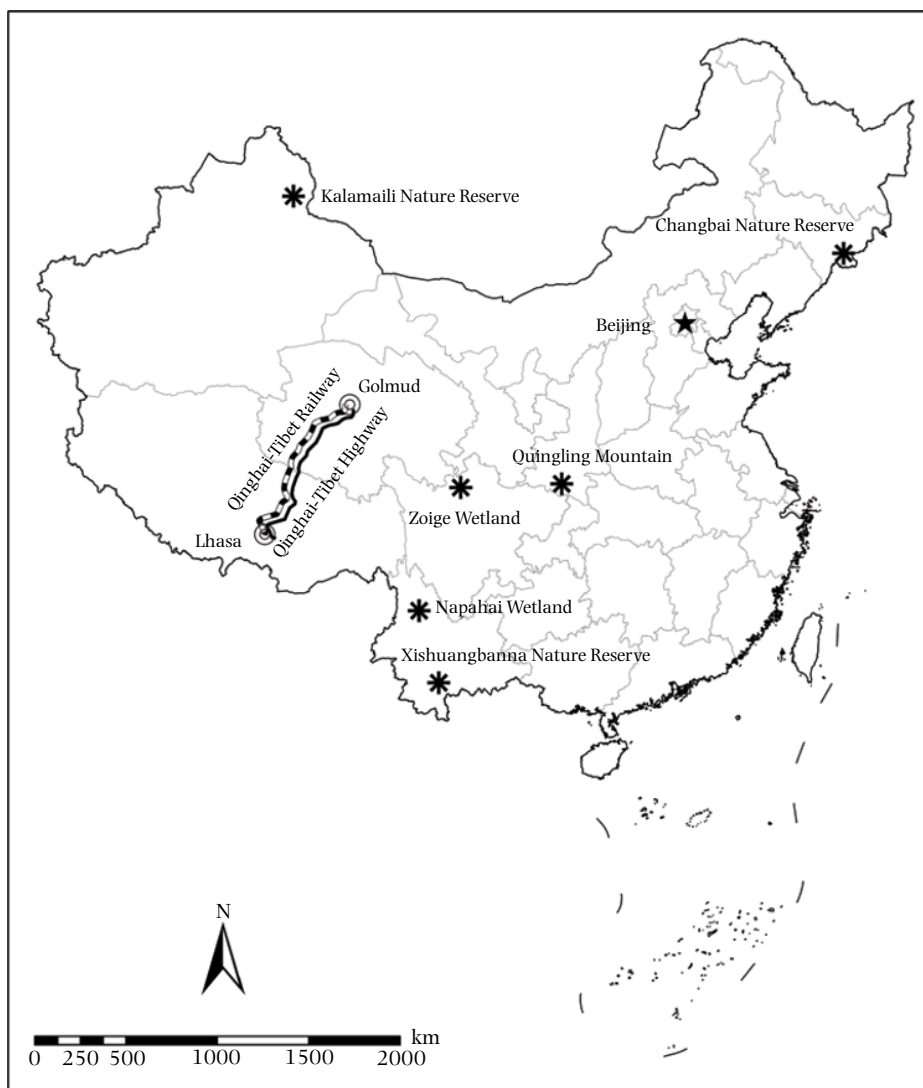 Kalamaili Nature Reserve
Changbai Nature Reserve
Beijing
Golmud
Qinghai-Tibet Railway
Qinghai-Tibet Highway
Quingling Mountain
Zoige Wetland
Lhasa
Napahai Wetland
Xishuangbanna Nature Reserve
N
km
0 250 500 1000 1500 2000